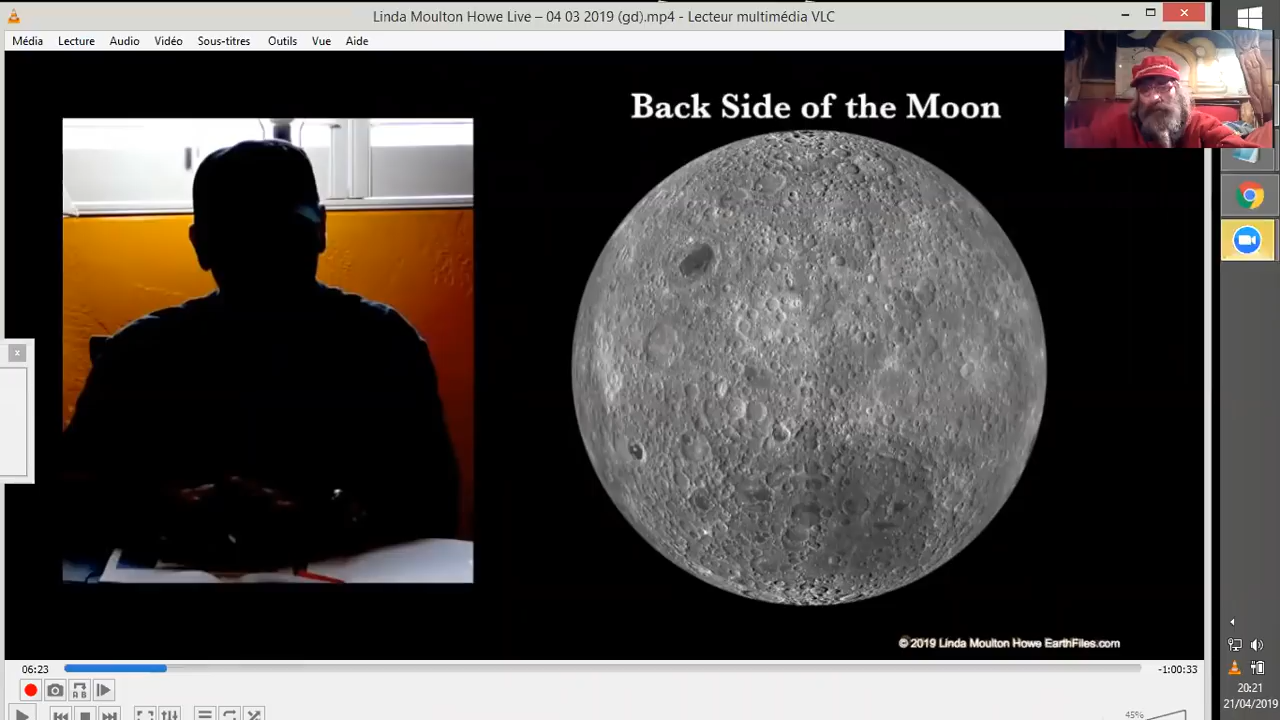 Linda Moulton Howe Live – 04 03 2019 (gd).mp4 - Lecteur multimédia VLC
Média Lecture Audio Vidéo Sous-titres Outils Vue Aide
Back Side of the Moon
© 2019 Linda Moulton Howe EarthFiles.com
06:23
-1:00:33
A B
45%
20:21
21/04/2019